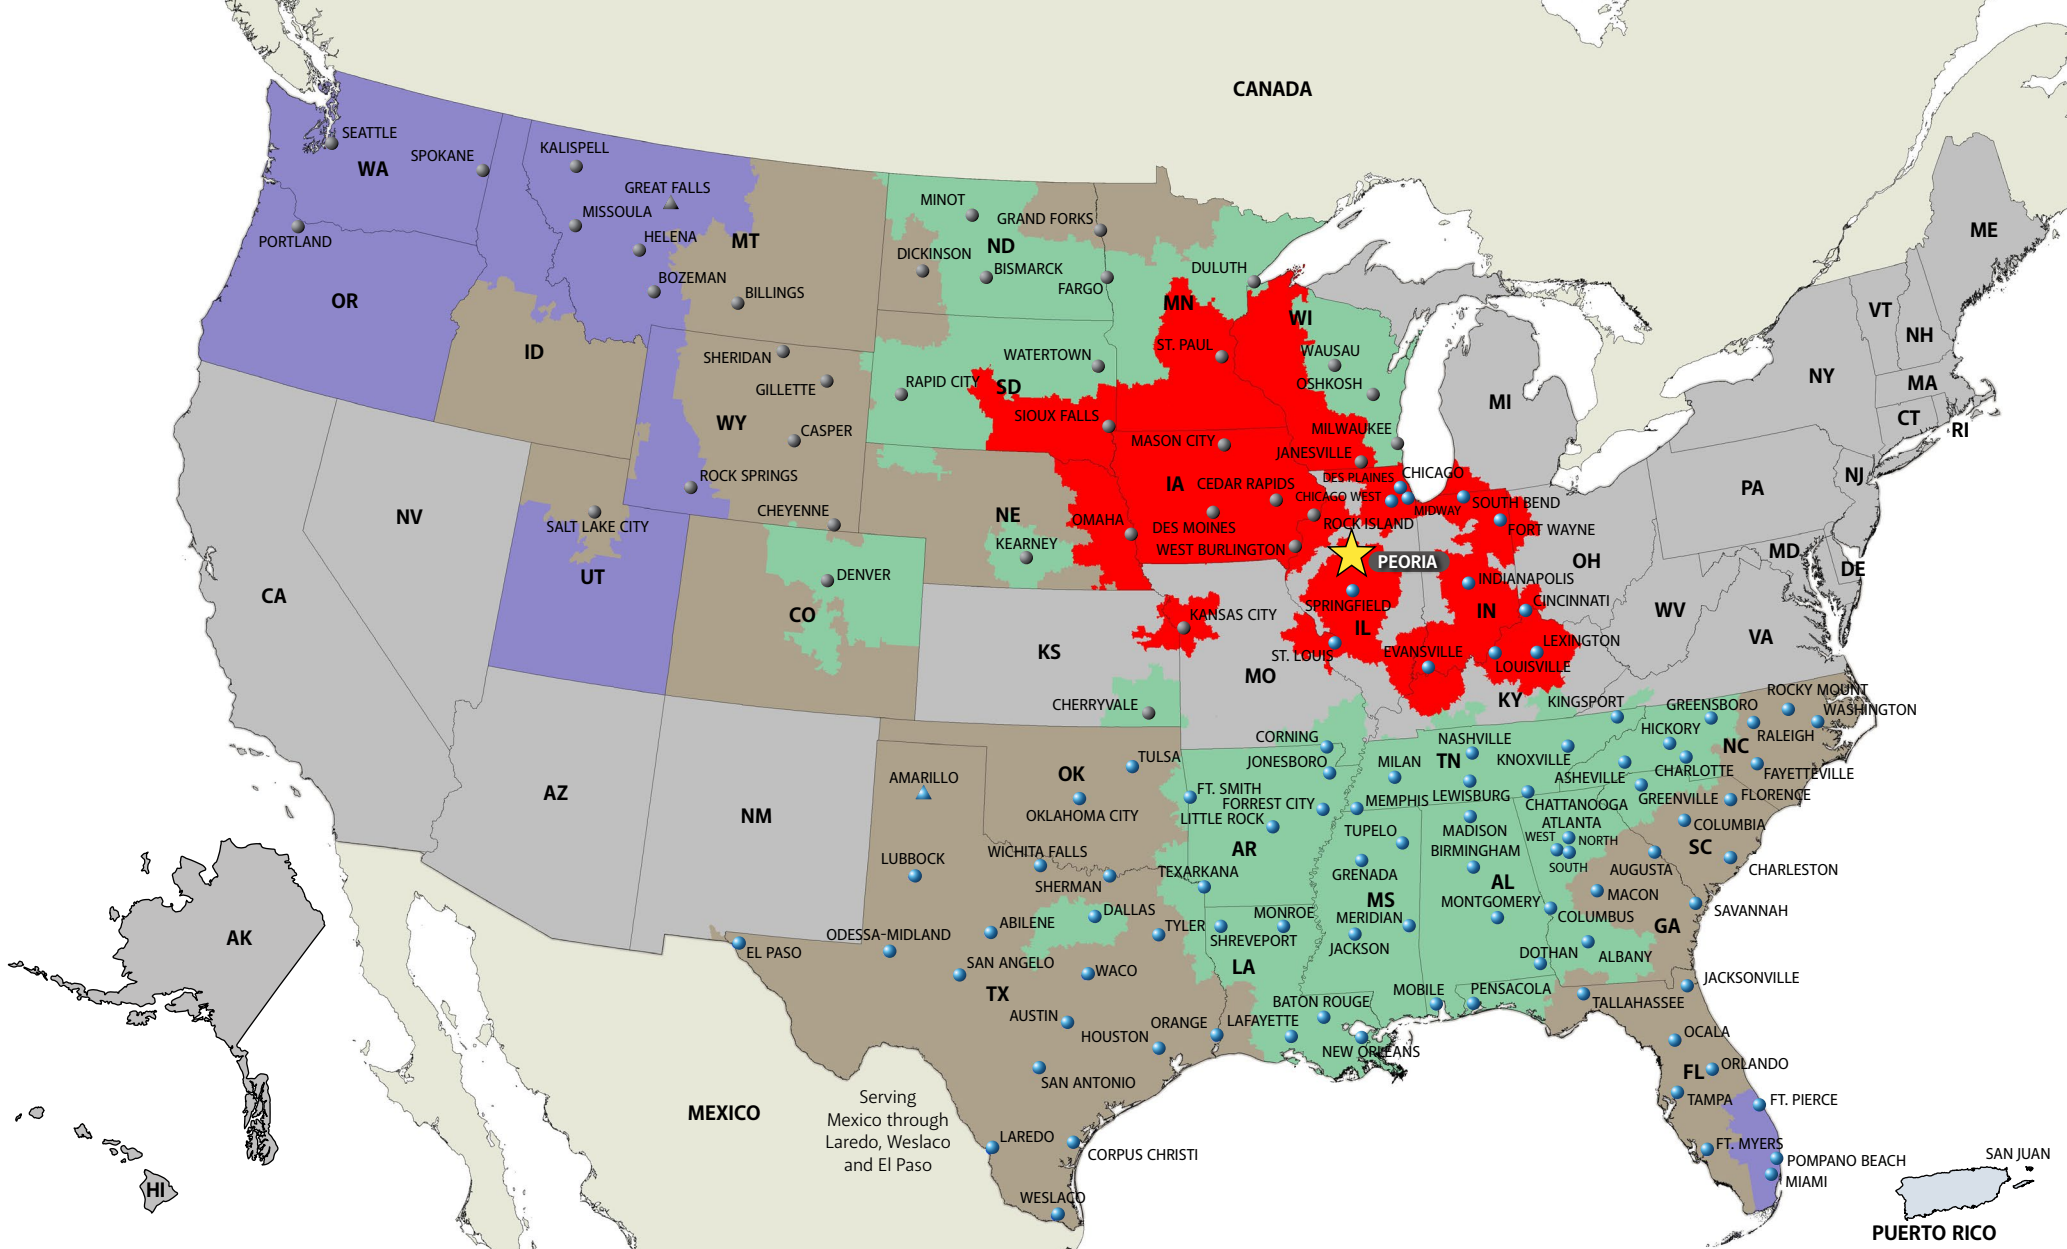 CANADA
SEATTLE
WA
SPOKANE
KALISPELL
GREAT FALLS
MISSOULA
HELENA
MT
BOZEMAN
BILLINGS
PORTLAND
OR
ID
MINOT
GRAND FORKS
ND
DICKINSON
BISMARCK
FARGO
DULUTH
MN
WI
ST. PAUL
WAUSAU
OSHKOSH
WATERTOWN
RAPID CITY
SD
SIOUX FALLS
SHERIDAN
GILLETTE
WY
CASPER
ROCK SPRINGS
CHEYENNE
MASON CITY
MILWAUKEE
JANESVILLE
IA
CEDAR RAPIDS
DES PLAINES
CHICAGO
CHICAGO WEST
MIDWAY
SOUTH BEND
FORT WAYNE
ROCK ISLAND
DES MOINES
WEST BURLINGTON
OMAHA
NE
KEARNEY
PEORIA
MI
OH
ME
VT
NH
NY
MA
CT
RI
PA
NJ
MD
DE
WV
VA
NV
CA
SALT LAKE CITY
UT
DENVER
CO
KS
KANSAS CITY
CHERRYVALE
MO
SPRINGFIELD
IL
ST. LOUIS
INDIANAPOLIS
IN
CINCINNATI
EVANSVILLE
LEXINGTON
LOUISVILLE
KY
KINGSPORT
GREENSBORO
ROCKY MOUNT
WASHINGTON
HICKORY
NC
RALEIGH
CHARLOTTE
FAYETTEVILLE
ASHEVILLE
KNOXVILLE
NASHVILLE
TN
MILAN
CORNING
JONESBORO
MEMPHIS
LEWISBURG
CHATTANOOGA
GREENVILLE
FLORENCE
COLUMBIA
SC
CHARLESTON
AZ
NM
AMARILLO
OK
TULSA
OKLAHOMA CITY
FT. SMITH
FORREST CITY
LITTLE ROCK
AR
TEXARKANA
TUPELO
MADISON
BIRMINGHAM
ATLANTA
WEST
NORTH
SOUTH
AUGUSTA
MACON
SAVANNAH
GA
COLUMBUS
ALBANY
AL
MONTGOMERY
DOTHAN
GRENADA
MS
MERIDIAN
JACKSON
MONROE
SHREVEPORT
LA
LUBBOCK
WICHITA FALLS
SHERMAN
DALLAS
ABILENE
TYLER
ODESSA-MIDLAND
EL PASO
SAN ANGELO
WACO
TX
AUSTIN
HOUSTON
ORANGE
LAFAYETTE
BATON ROUGE
NEW ORLEANS
MOBILE
PENSACOLA
TALLAHASSEE
JACKSONVILLE
OCALA
ORLANDO
FL
TAMPA
FT. PIERCE
FT. MYERS
POMPANO BEACH
MIAMI
SAN ANTONIO
LAREDO
CORPUS CHRISTI
WESLACO
MEXICO
Serving
Mexico through
Laredo, Weslaco
and El Paso
AK
HI
SAN JUAN
PUERTO RICO